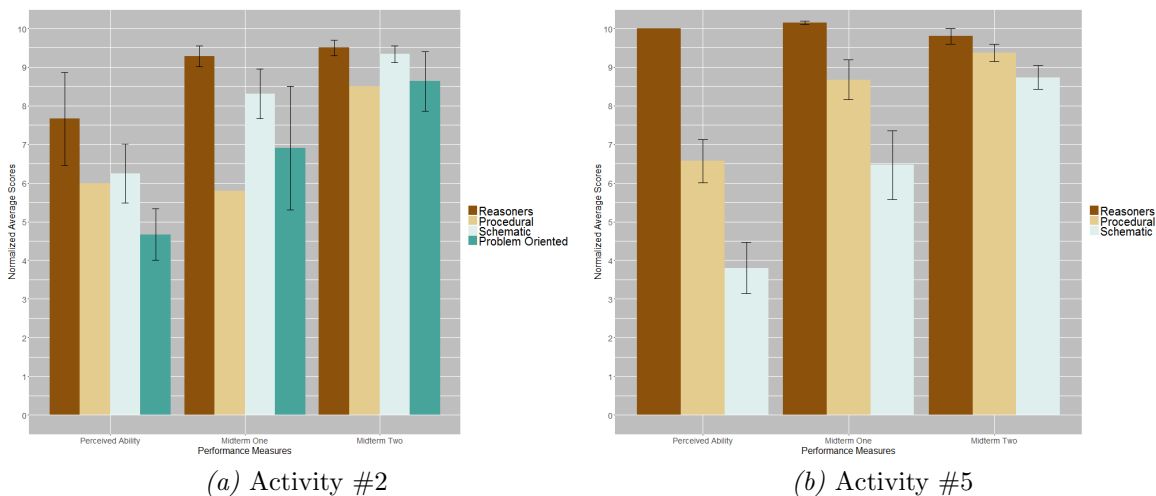 Normalized Average Scores
10
9
8
7
6
5
4
3
2
1
0
Perceived Ability
Midterm One
Midterm Two
Performance Measures
Reasoners
Procedural
Schematic
Problem Oriented
(a) Activity #2
Normalized Average Scores
10
9
8
7
6
5
4
3
2
1
0
Perceived Ability
Midterm One
Midterm Two
Performance Measures
Reasoners
Procedural
Schematic
(b) Activity #5